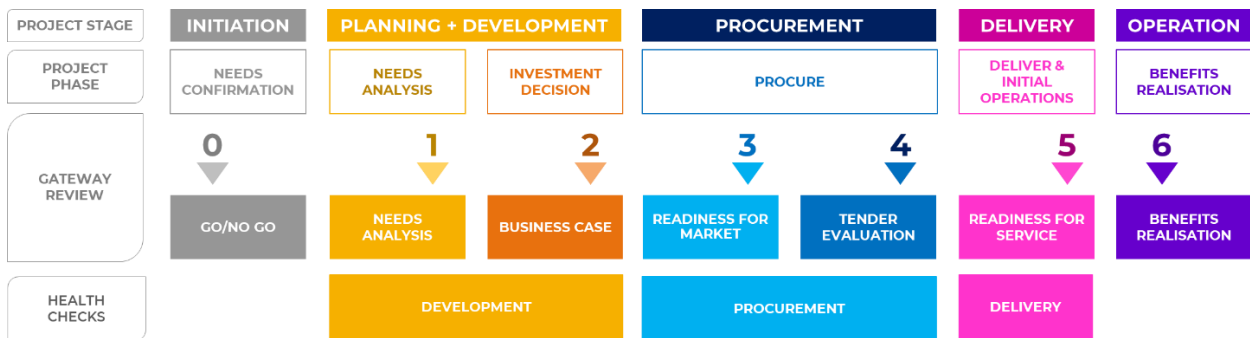 PROJECT STAGE
INITIATION
PLANNING + DEVELOPMENT
PROCUREMENT
DELIVERY
OPERATION
PROJECT
PHASE
NEEDS
CONFIRMATION
NEEDS
ANALYSIS
INVESTMENT
DECISION
PROCURE
DELIVER &
INITIAL
OPERATIONS
BENEFITS
REALISATION
GATEWAY
REVIEW
0
1
2
3
4
5
6
GO/NO GO
NEEDS
ANALYSIS
BUSINESS CASE
READINESS FOR
MARKET
TENDER
EVALUATION
READINESS FOR
SERVICE
BENEFITS
REALISATION
HEALTH
CHECKS
DEVELOPMENT
PROCUREMENT
DELIVERY